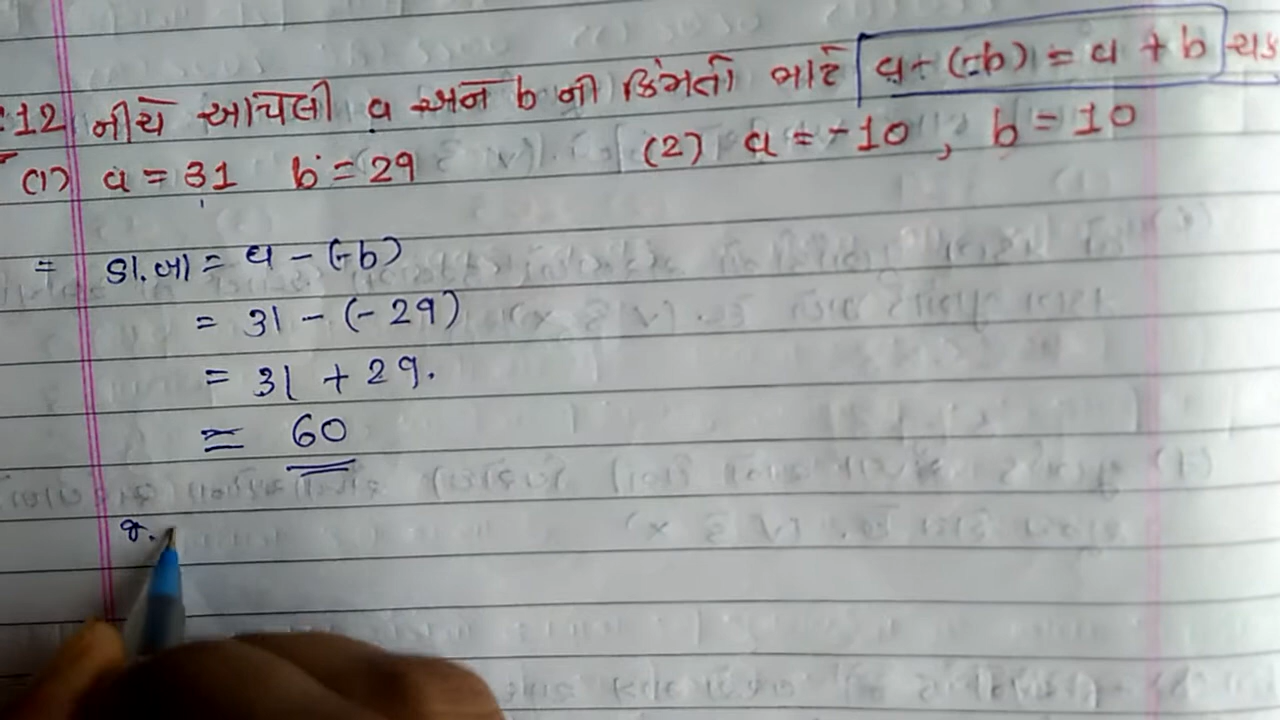 :12 નીચે આપેલી a અને b ની કિંમતો માટે a - (-b) = a + b ચકા
(1) a = 31 b = 29 (2) a = -10 , b = 10
= ડા.બા = a - (-b)
= 31 - (-29)
= 31 + 29.
= 60
જ.